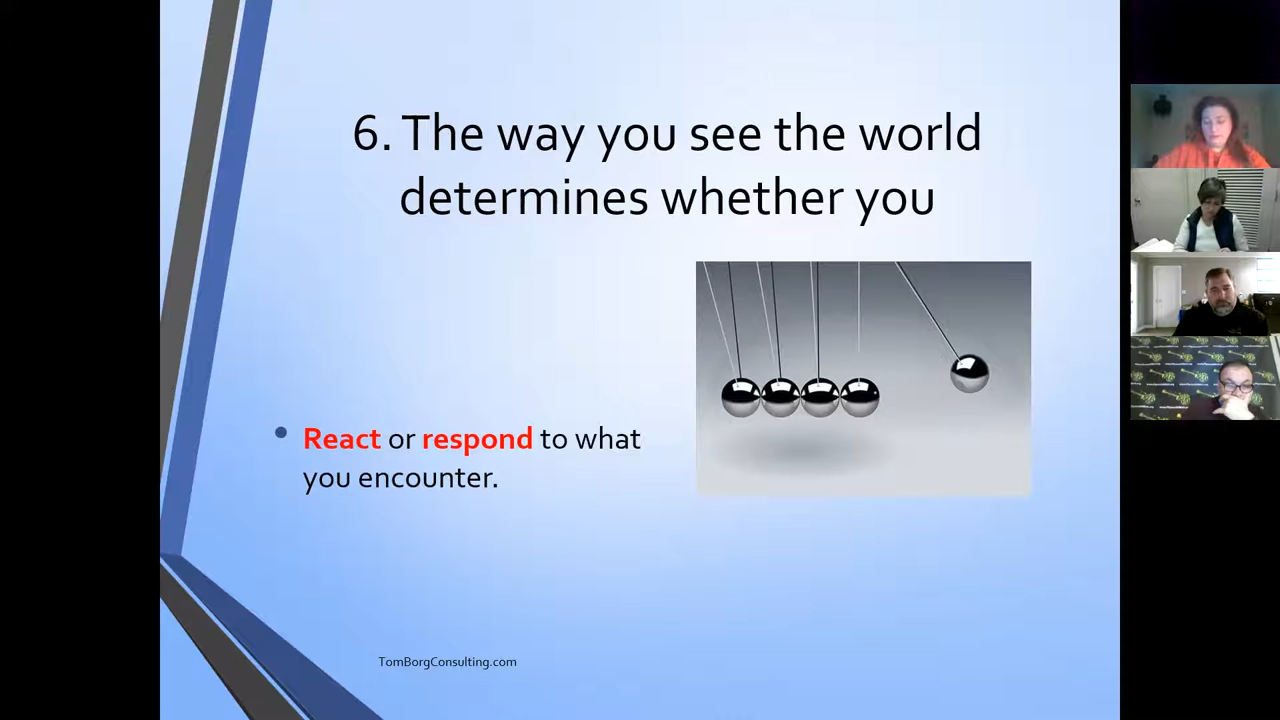 6. The way you see the world
determines whether you
• React or respond to what
you encounter.
TomBorgConsulting.com